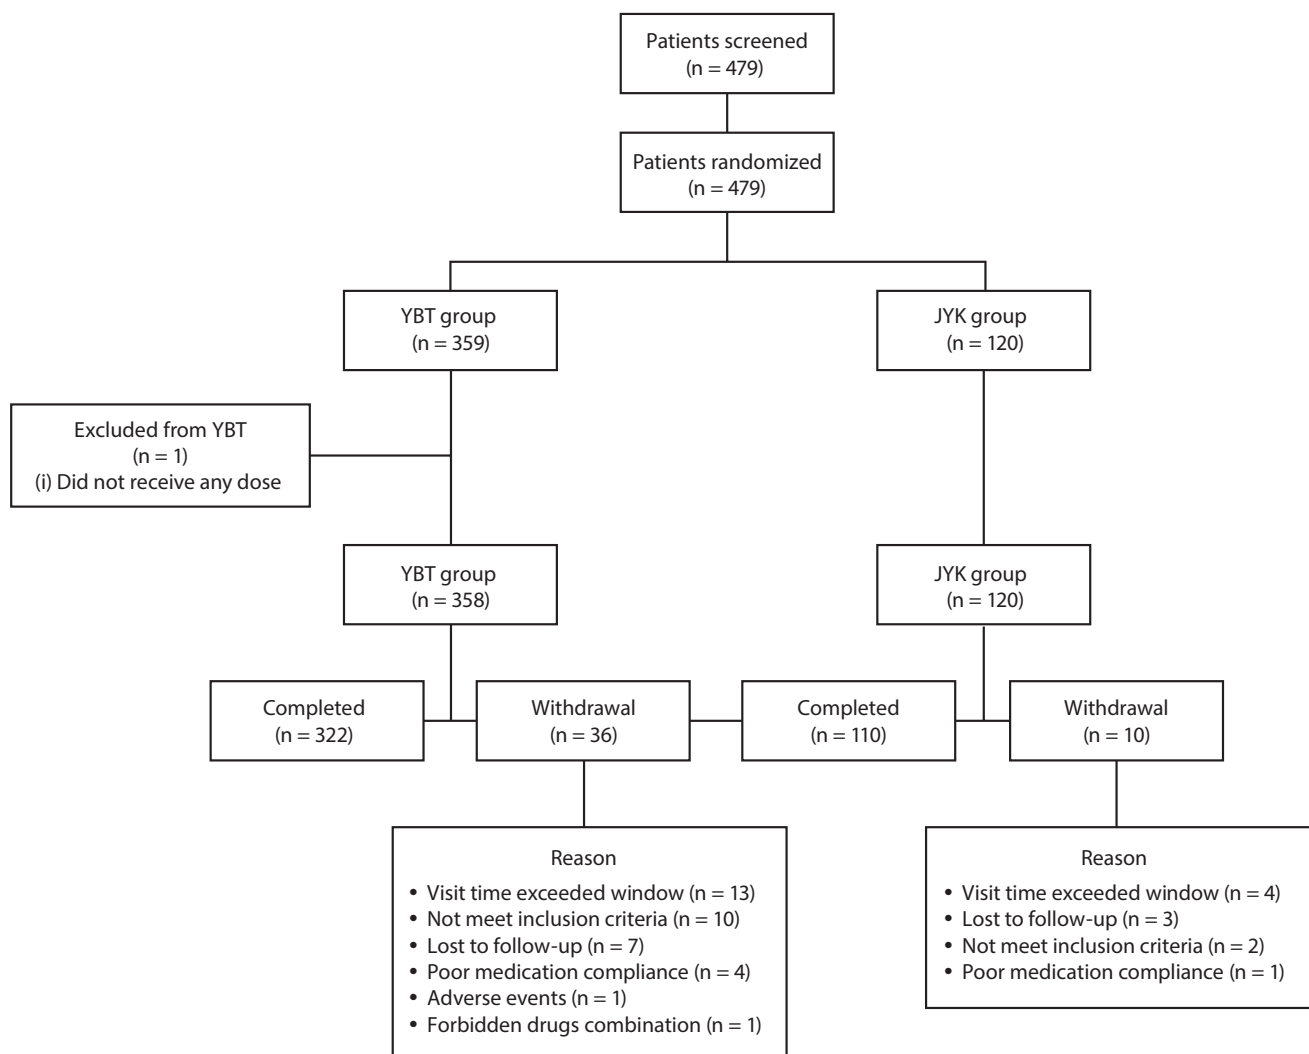 Patients screened
(n = 479)
Patients randomized
(n = 479)
YBT group
(n = 359)
JYK group
(n = 120)
Excluded from YBT
(n = 1)
(i) Did not receive any dose
YBT group
(n = 358)
JYK group
(n = 120)
Completed
(n = 322)
Withdrawal
(n = 36)
Completed
(n = 110)
Withdrawal
(n = 10)
Reason
• Visit time exceeded window (n = 13)
• Not meet inclusion criteria (n = 10)
• Lost to follow-up (n = 7)
• Poor medication compliance (n = 4)
• Adverse events (n = 1)
• Forbidden drugs combination (n = 1)
Reason
• Visit time exceeded window (n = 4)
• Lost to follow-up (n = 3)
• Not meet inclusion criteria (n = 2)
• Poor medication compliance (n = 1)